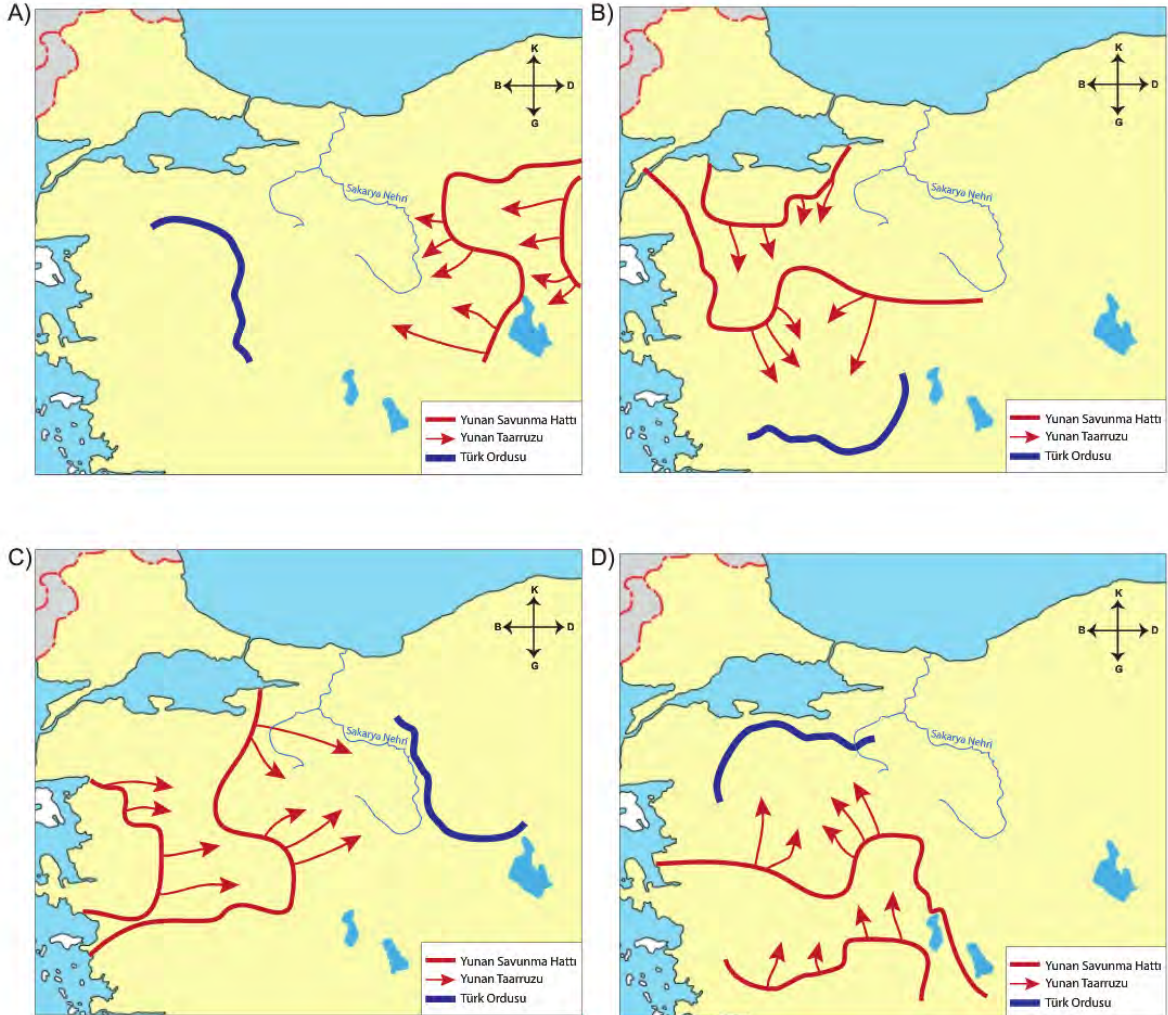 A)
K
B D
G
Sakarya Nehri
Yunan Savunma Hattı
Yunan Taarruzu
Türk Ordusu
B)
K
B D
G
Sakarya Nehri
Yunan Savunma Hattı
Yunan Taarruzu
Türk Ordusu
C)
K
B D
G
Sakarya Nehri
Yunan Savunma Hattı
Yunan Taarruzu
Türk Ordusu
D)
K
B D
G
Sakarya Nehri
Yunan Savunma Hattı
Yunan Taarruzu
Türk Ordusu